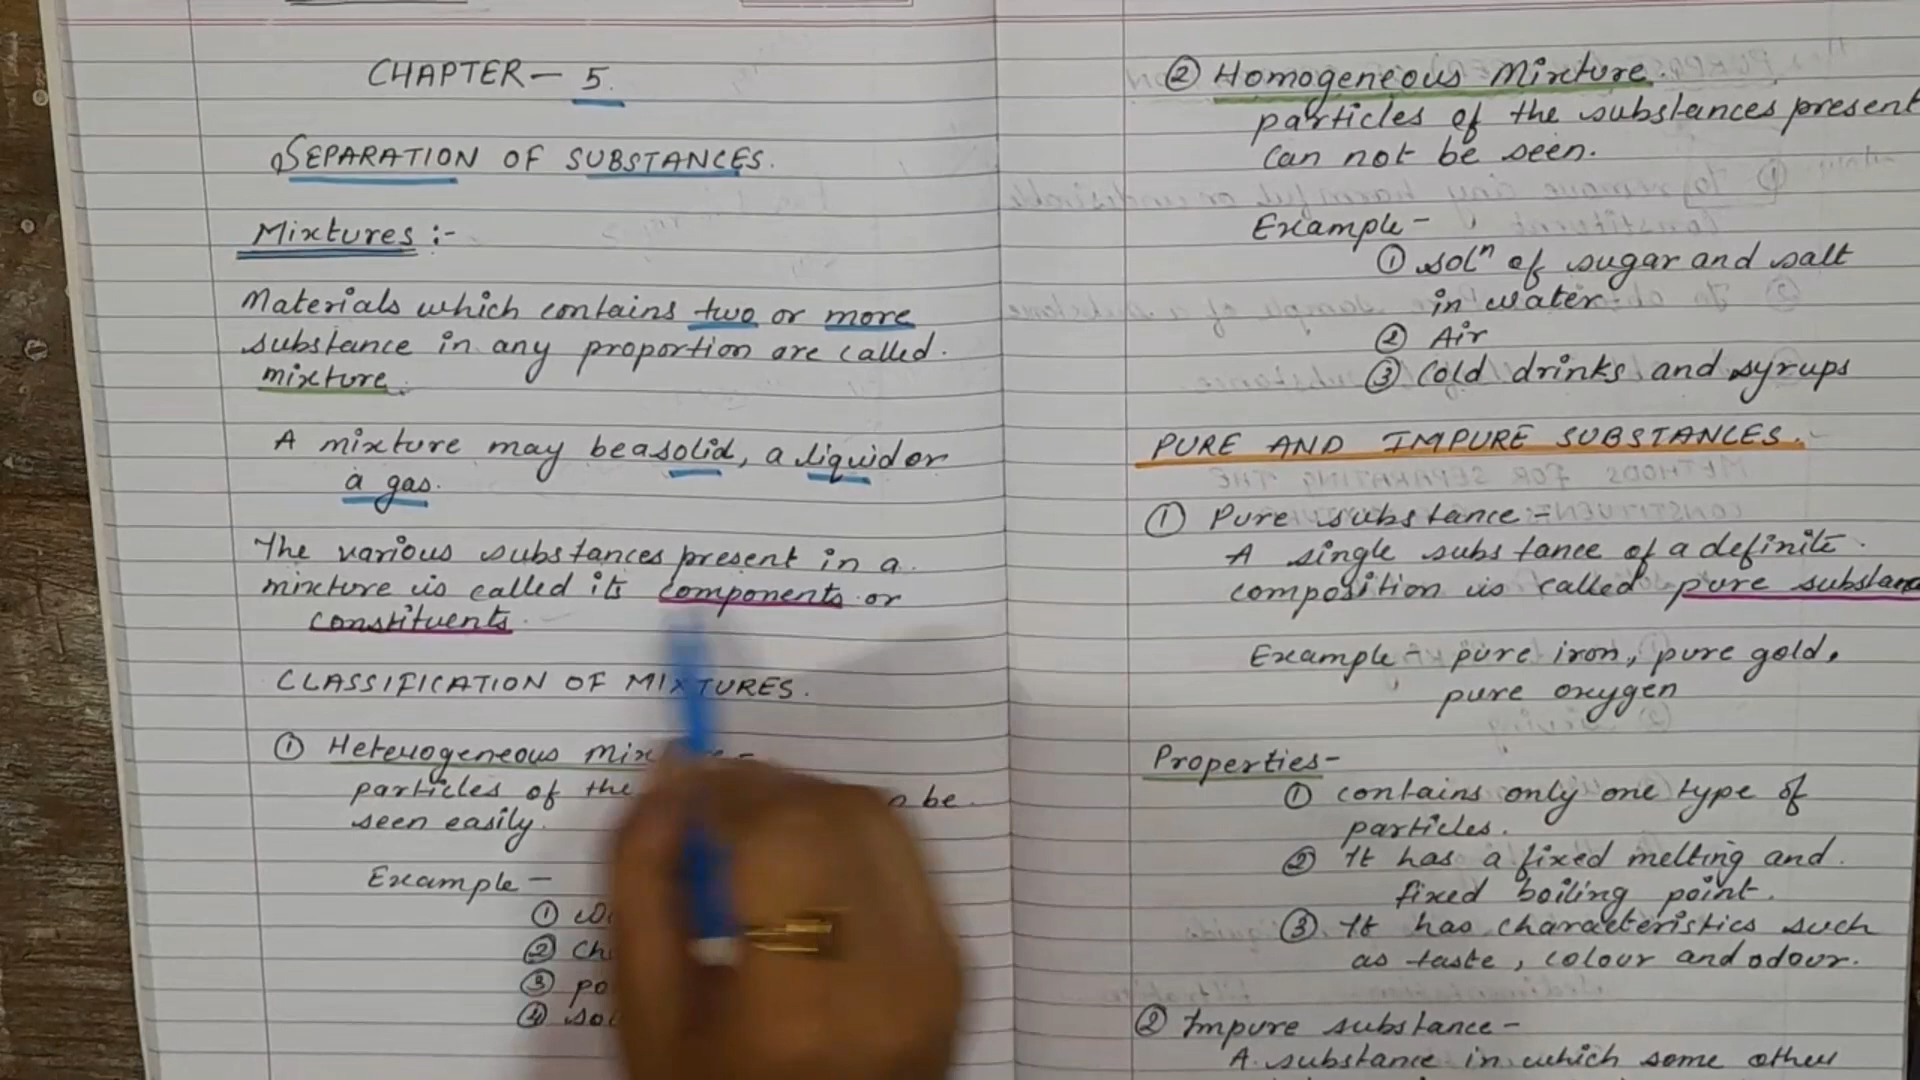 CHAPTER - 5.
SEPARATION OF SUBSTANCES.
Mixtures :-
Materials which contains two or more
substance in any proportion are called.
mixture.
A mixture may be a solid, a liquid or
a gas.
The various substances present in a.
mixture is called its components or
constituents.
CLASSIFICATION OF MIXTURES.
① Heterogeneous
particles of the be.
seen easily.
Example -
①
②
③
④
② Homogeneous Mixture.
particles of the substances present
can not be seen.
Example -
① solⁿ of sugar and salt
in water
② Air
③ Cold drinks and syrups
PURE AND IMPURE SUBSTANCES.
① Pure substance -
A single substance of a definite.
composition is called pure
Example - pure iron, pure gold,
pure oxygen
Properties -
① contains only one type of
particles.
② It has a fixed melting and.
fixed boiling point.
③ It has characteristics such
as taste, colour and odour.
② Impure substance -
A substance in which some other